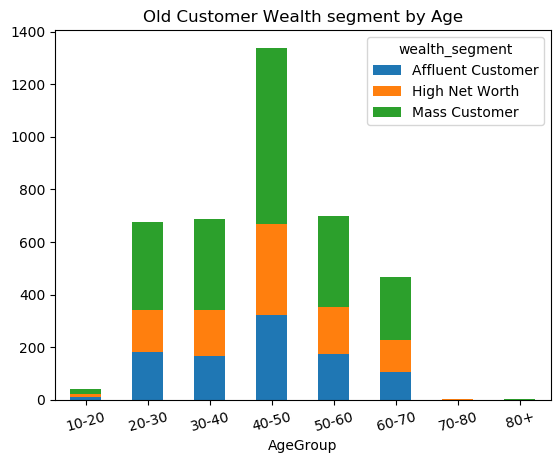 Old Customer Wealth segment by Age
1400
1200
1000
800
600
400
200
0
wealth_segment
Affluent Customer
High Net Worth
Mass Customer
10-20 20-30 30-40 40-50 50-60 60-70 70-80 80+
AgeGroup